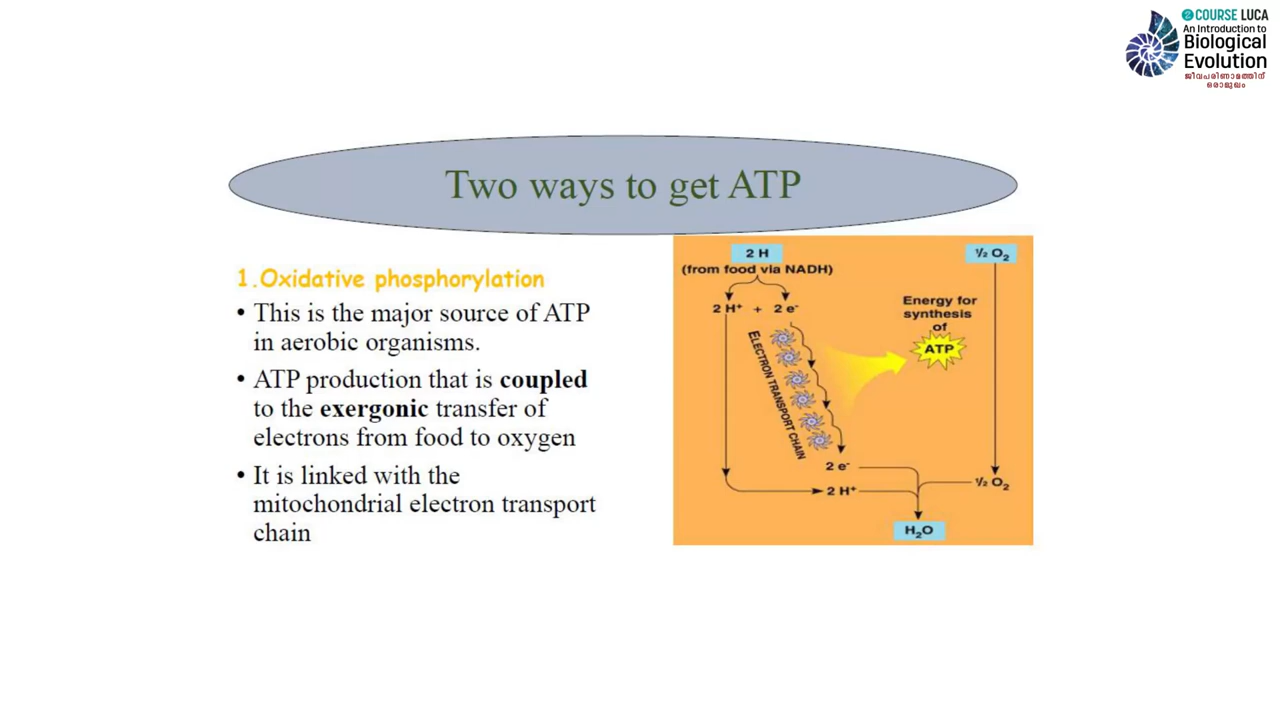 COURSE LUCA
An Introduction to
Biological
Evolution
ജീവപരിണാമത്തിന്
ഒരാമുഖം
Two ways to get ATP
1.Oxidative phosphorylation
• This is the major source of ATP
in aerobic organisms.
• ATP production that is coupled
to the exergonic transfer of
electrons from food to oxygen
• It is linked with the
mitochondrial electron transport
chain
2 H
(from food via NADH)
½ O₂
2 H⁺ + 2 e⁻
Energy for
synthesis
of
ATP
ELECTRON TRANSPORT CHAIN
2 e⁻
2 H⁺
½ O₂
H₂O